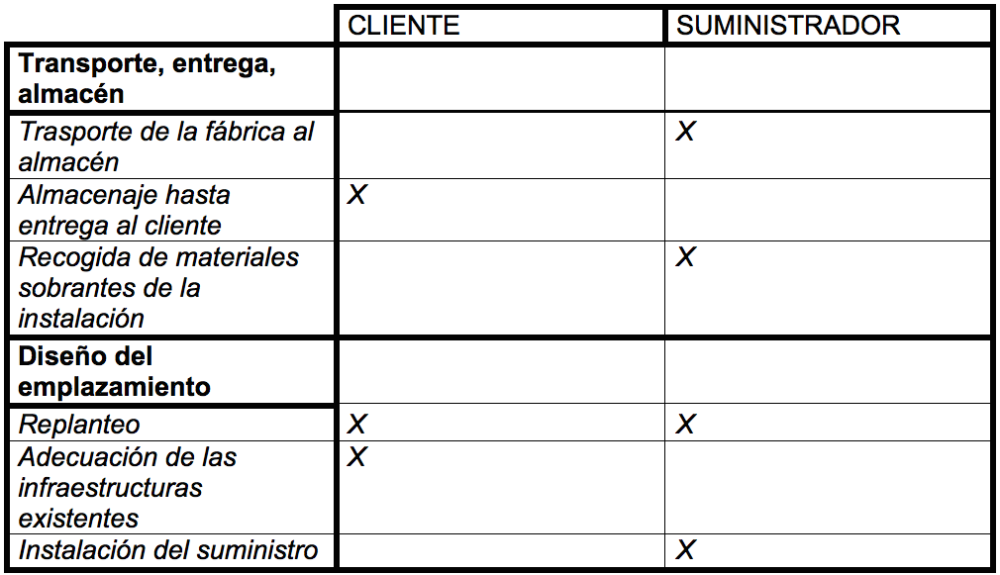 CLIENTE SUMINISTRADOR
Transporte, entrega,
almacén
Trasporte de la fábrica al X
almacén
Almacenaje hasta X
entrega al cliente
Recogida de materiales X
sobrantes de la
instalación
Diseño del
emplazamiento
Replanteo X X
Adecuación de las X
infraestructuras
existentes
Instalación del suministro X